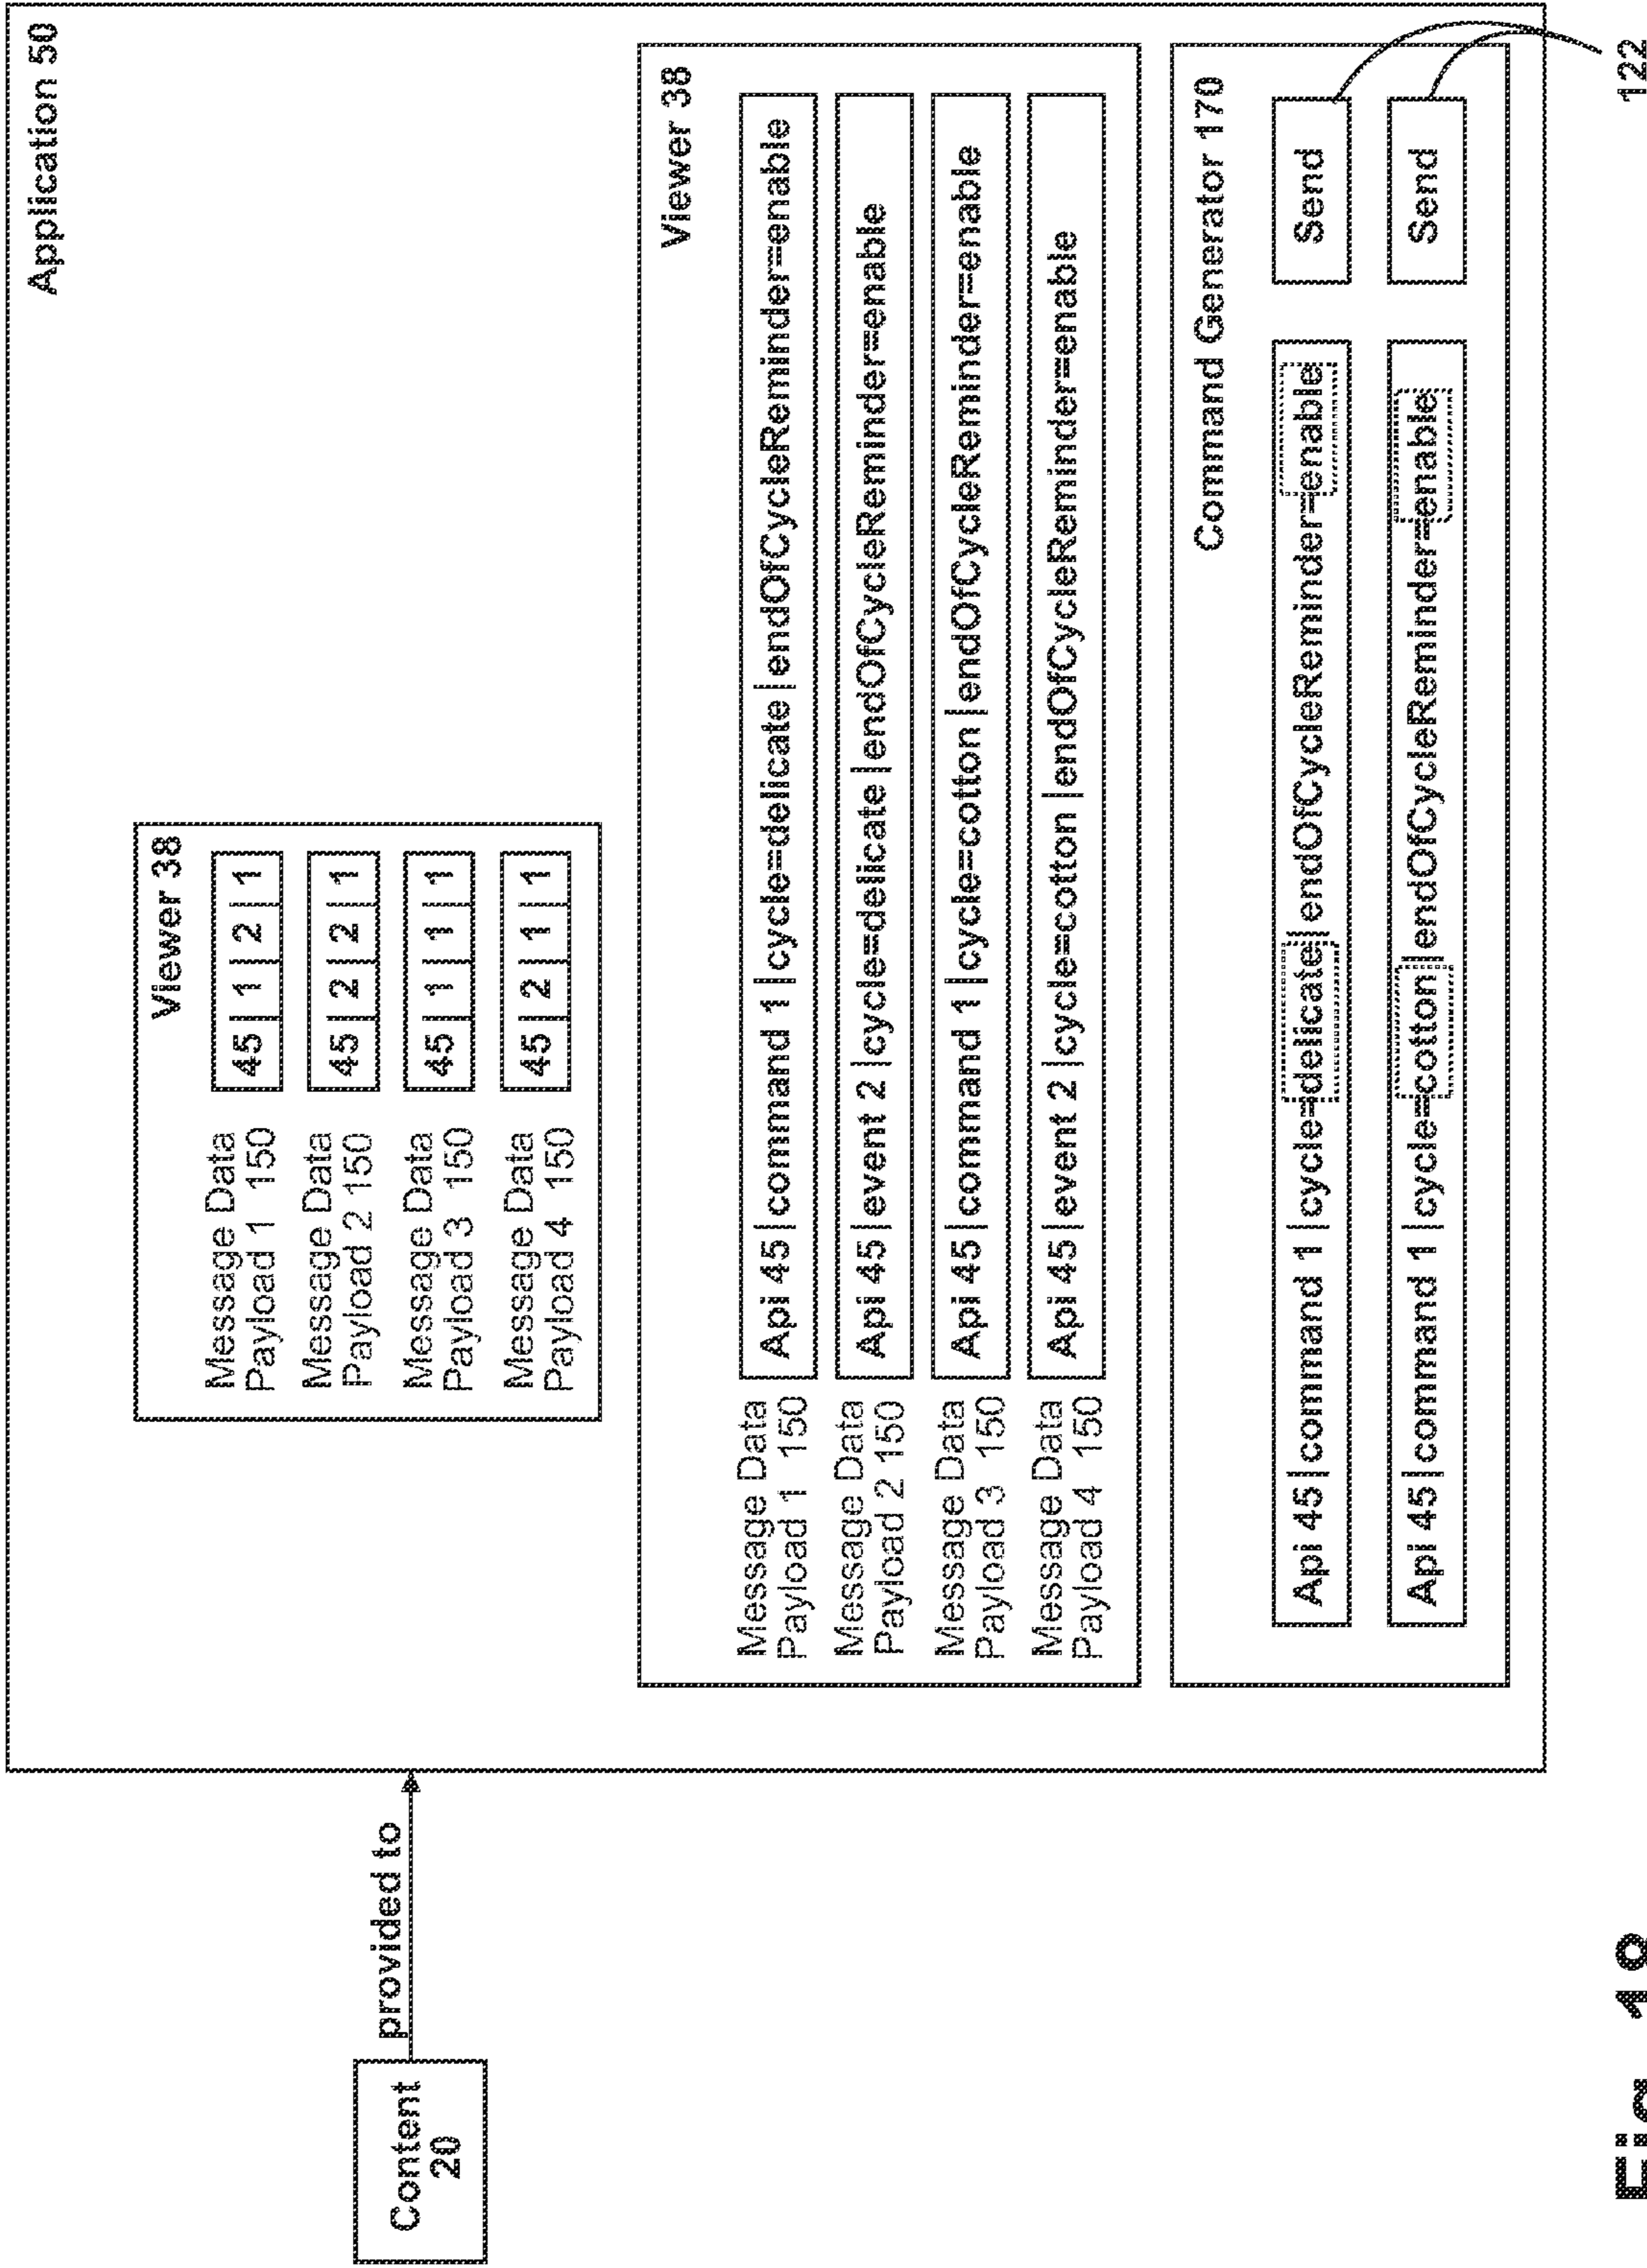 Application 50
Viewer 38
Message Data
Payload 1 150
45 | 1 | 2 | 1
Message Data
Payload 2 150
45 | 2 | 2 | 1
Message Data
Payload 3 150
45 | 1 | 1 | 1
Message Data
Payload 4 150
45 | 2 | 1 | 1
Content
20
provided to
Viewer 38
Message Data
Payload 1 150
Api 45|command 1|cycle=delicate|endOfCycleReminder=enable
Message Data
Payload 2 150
Api 45|event 2|cycle=delicate|endOfCycleReminder=enable
Message Data
Payload 3 150
Api 45|command 1|cycle=cotton|endOfCycleReminder=enable
Message Data
Payload 4 150
Api 45|event 2|cycle=cotton|endOfCycleReminder=enable
Command Generator 170
Api 45|command 1|cycle=delicate|endOfCycleReminder=enable
Send
Api 45|command 1|cycle=cotton|endOfCycleReminder=enable
Send
122